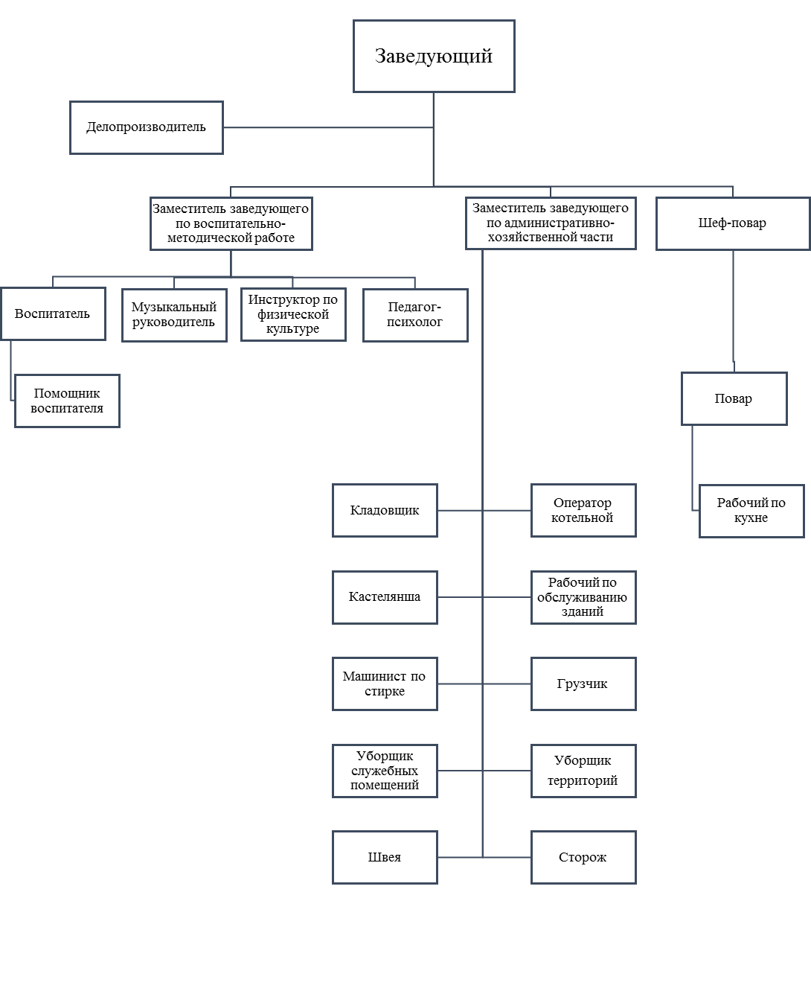 Заведующий
Делопроизводитель
Заместитель заведующего
по воспитательно-
методической работе
Заместитель заведующего
по административно-
хозяйственной части
Шеф-повар
Воспитатель
Музыкальный
руководитель
Инструктор по
физической
культуре
Педагог-
психолог
Помощник
воспитателя
Повар
Кладовщик
Оператор
котельной
Рабочий по
кухне
Кастелянша
Рабочий по
обслуживанию
зданий
Машинист по
стирке
Грузчик
Уборщик
служебных
помещений
Уборщик
территорий
Швея
Сторож